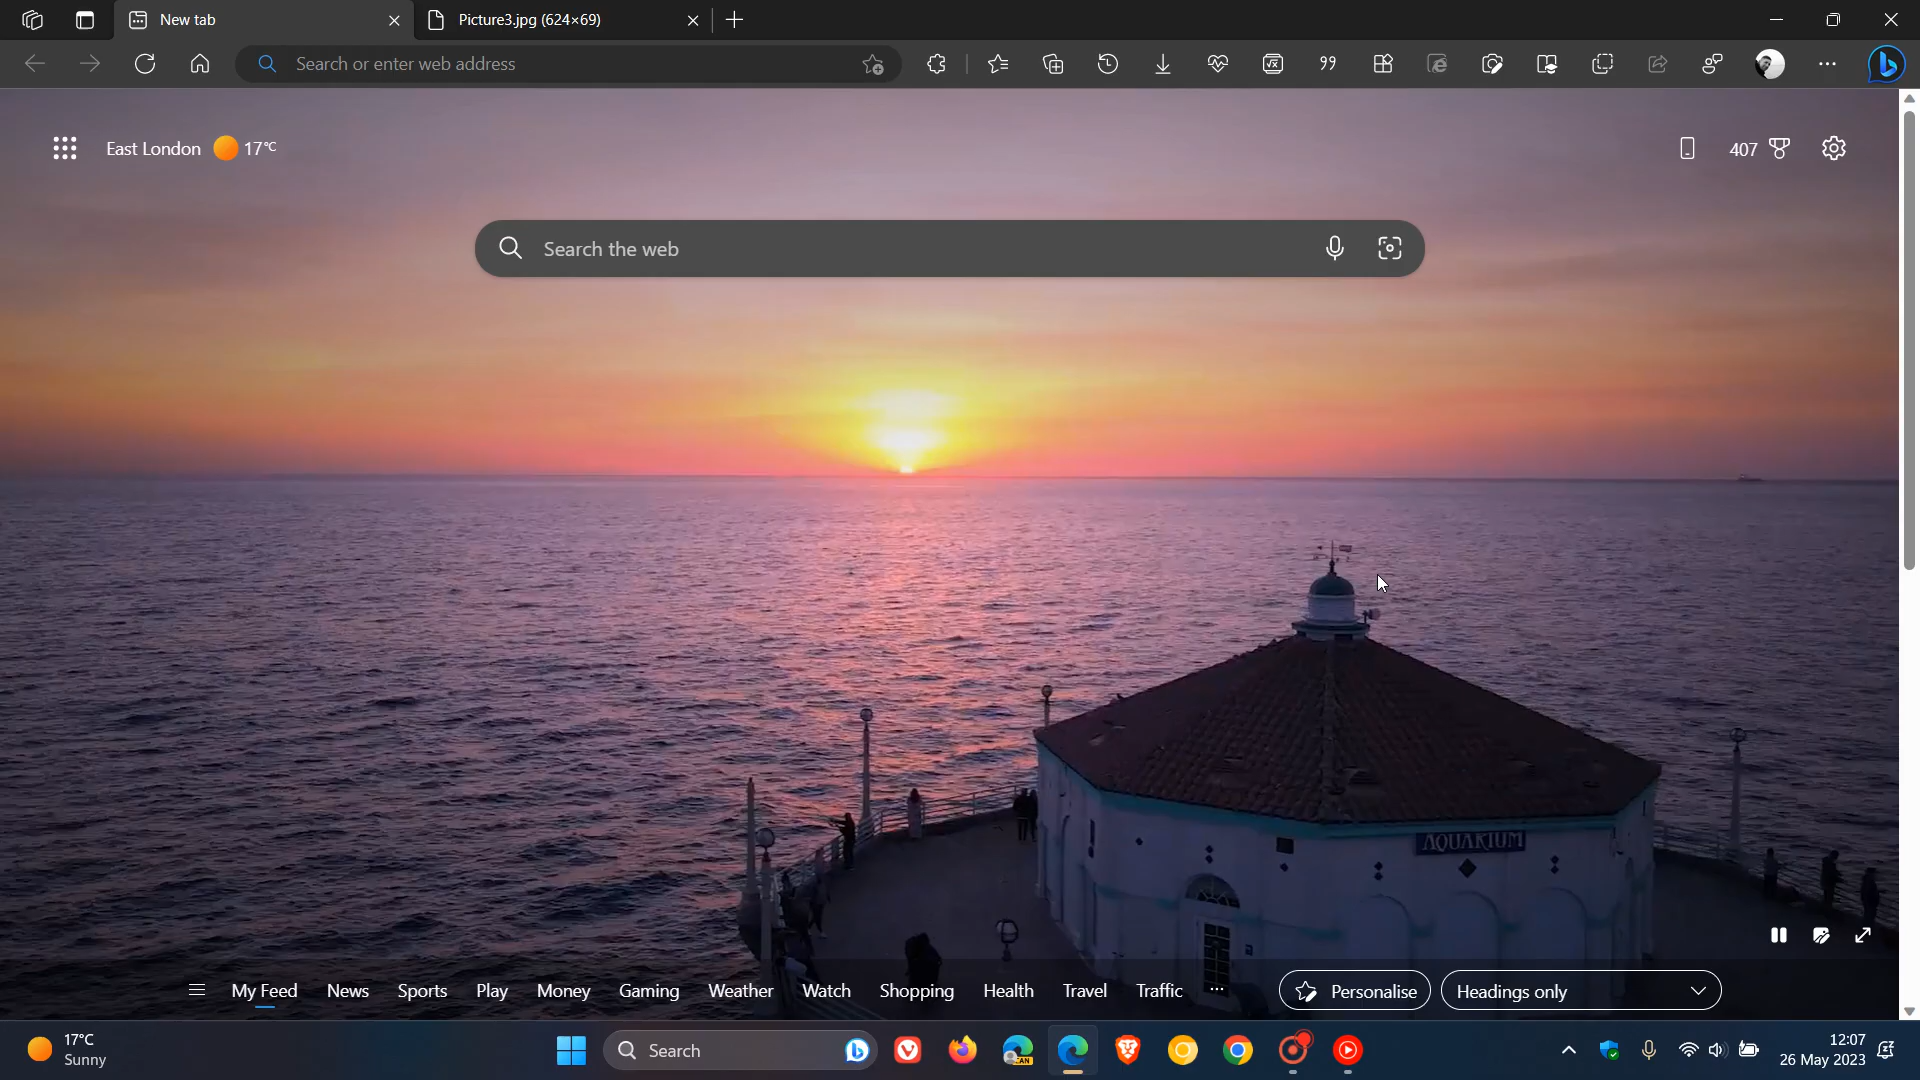 New tab
Picture3.jpg (624×69)
Search or enter web address
East London 17°C
407
Search the web
AQUARIUM
My Feed News Sports Play Money Gaming Weather Watch Shopping Health Travel Traffic ...
Personalise
Headings only
17°C
Sunny
Search
CAN
12:07
26 May 2023